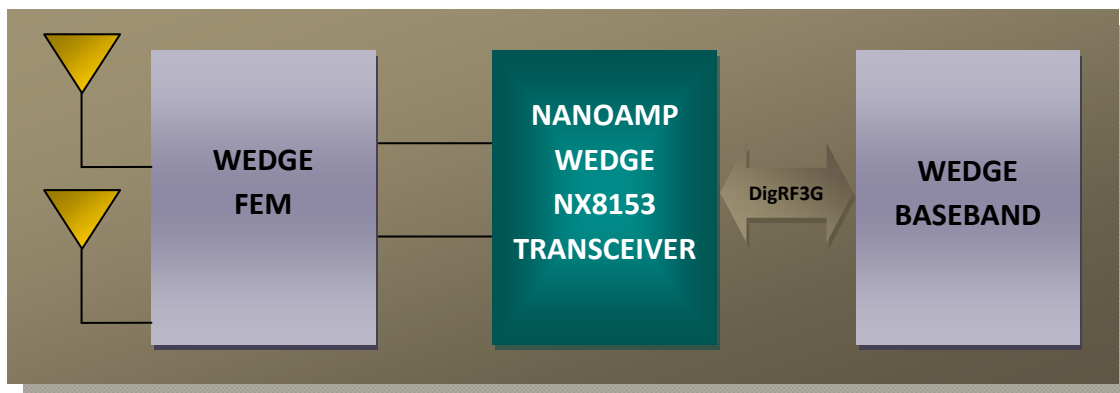 WEDGE
FEM
NANOAMP
WEDGE
NX8153
TRANSCEIVER
DigRF3G
WEDGE
BASEBAND